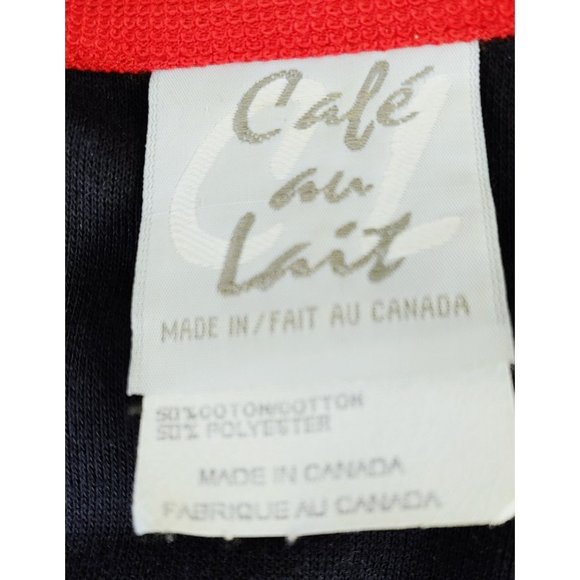 CL
Café
au
Lait
MADE IN/FAIT AU CANADA
50% COTON/COTTON
50% POLYESTER
MADE IN CANADA
FABRIQUE AU CANADA